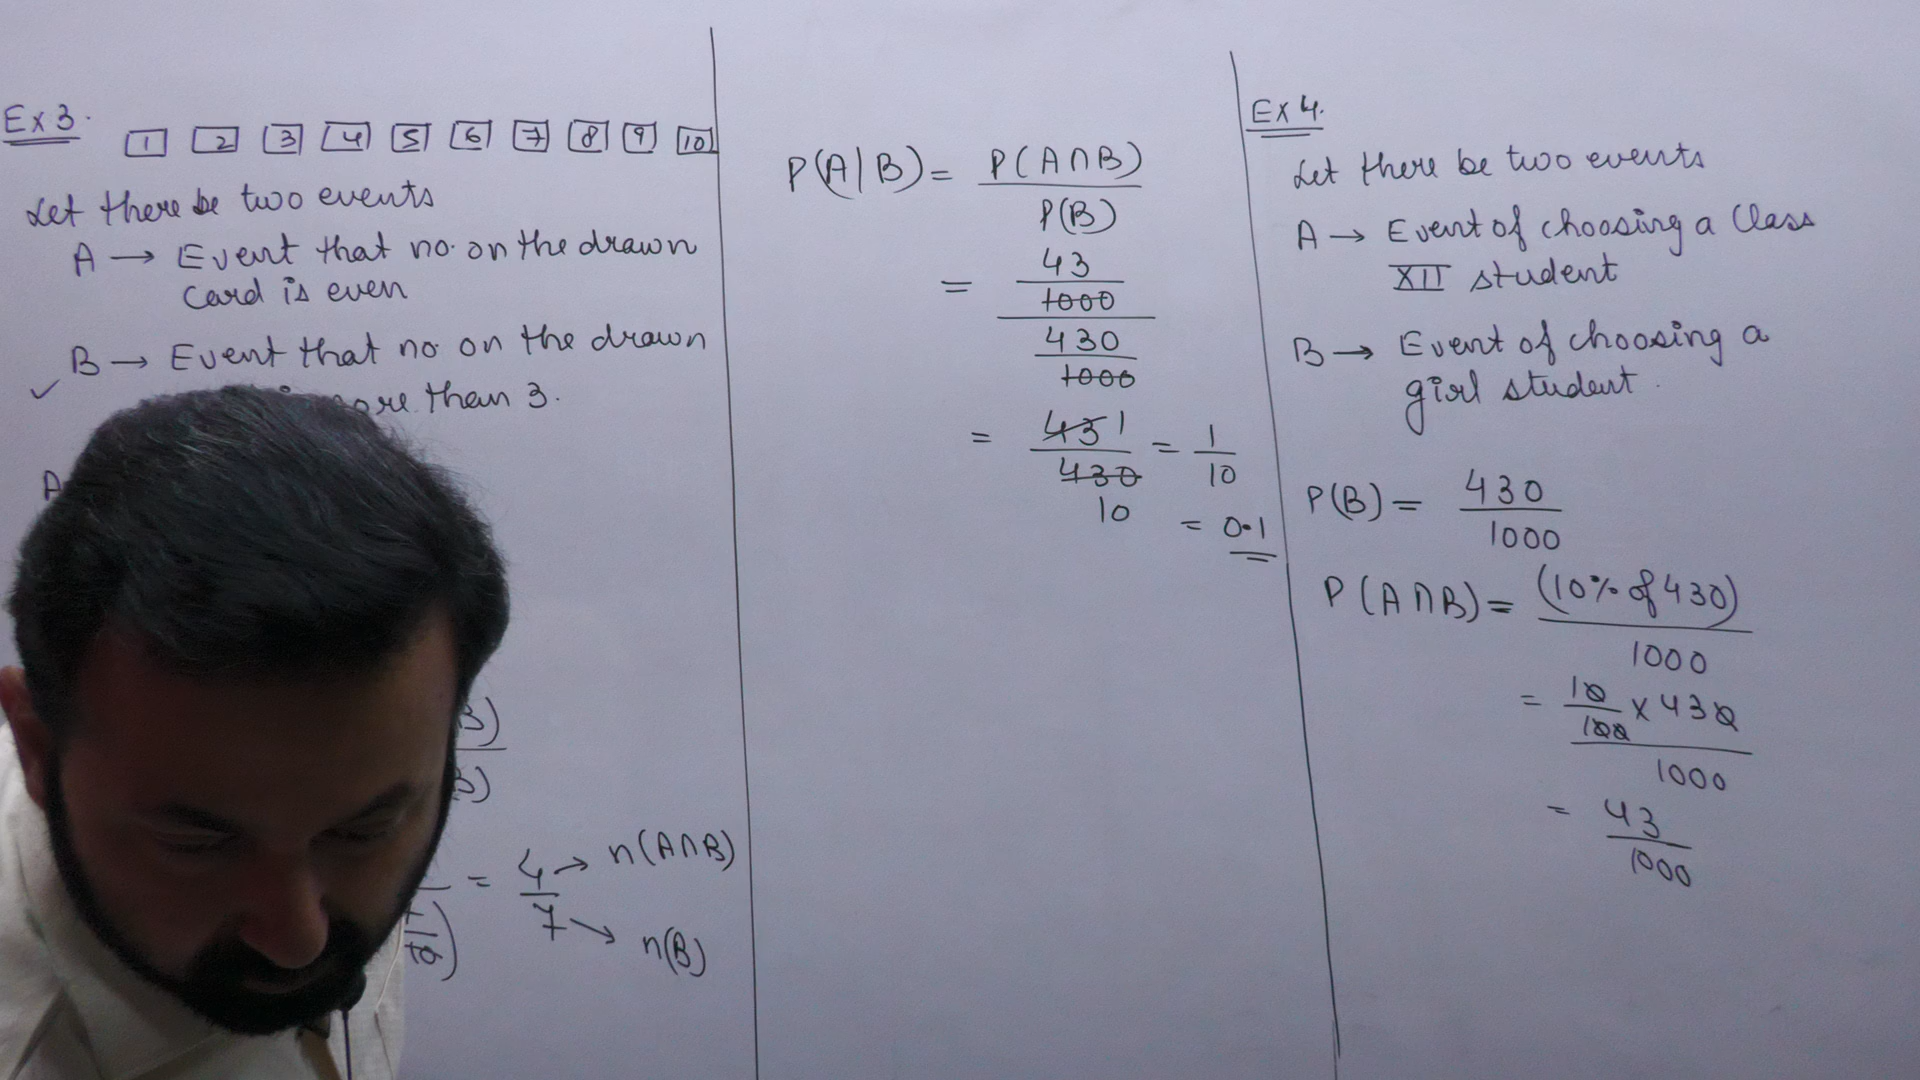 Ex 3.
1 2 3 4 5 6 7 8 9 10
Let there be two events
A → Event that no. on the drawn
Card is even
B → Event that no on the drawn
✓ more than 3.
A
B)
B)
= 4/7 → n(A∩B)
→ n(B)
10)
P(A|B) = P(A∩B)
P(B)
= 43
1000
430
1000
= 43 1 = 1
430 10
10 = 0.1
Ex 4.
Let there be two events
A → Event of choosing a Class
XII student
B → Event of choosing a
girl student.
P(B) = 430
1000
P(A∩B) = (10% of 430)
1000
= 10 × 430
100
1000
= 43
1000